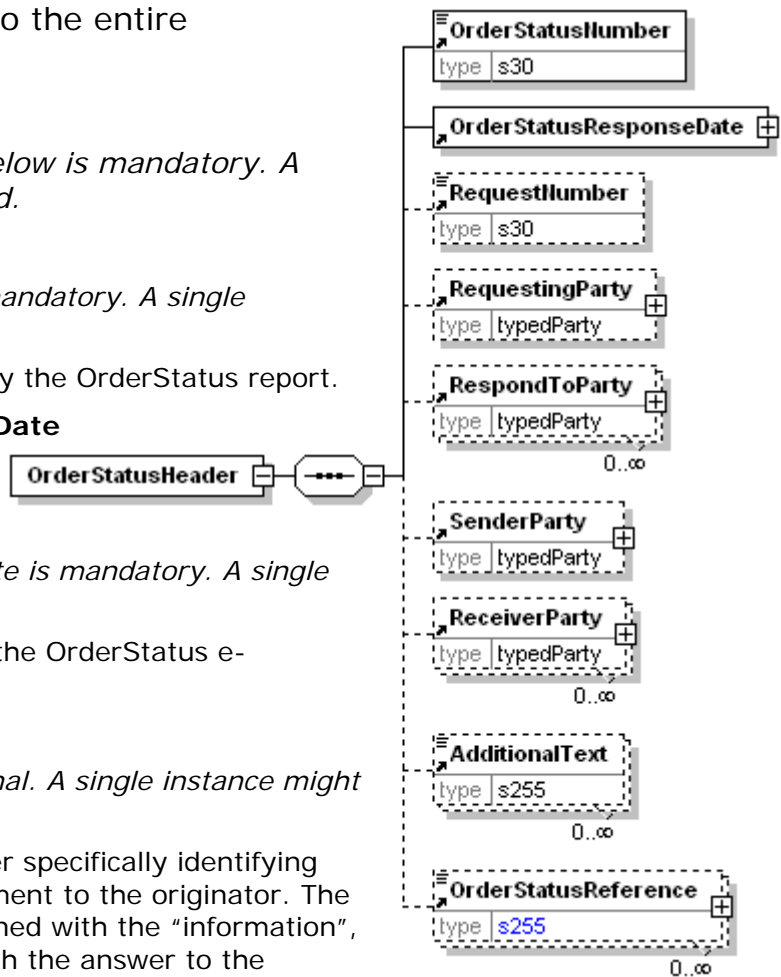 o the entire
elow is mandatory. A
d.
nandatory. A single
y the OrderStatus report.
Date
te is mandatory. A single
the OrderStatus e-
nal. A single instance might
er specifically identifying
nent to the originator. The
ned with the "information",
h the answer to the
OrderStatusHeader
OrderStatusNumber
type s30
OrderStatusResponseDate
RequestNumber
type s30
RequestingParty
type typedParty
RespondToParty
type typedParty
0..∞
SenderParty
type typedParty
ReceiverParty
type typedParty
0..∞
AdditionalText
type s255
0..∞
OrderStatusReference
type s255
0..∞